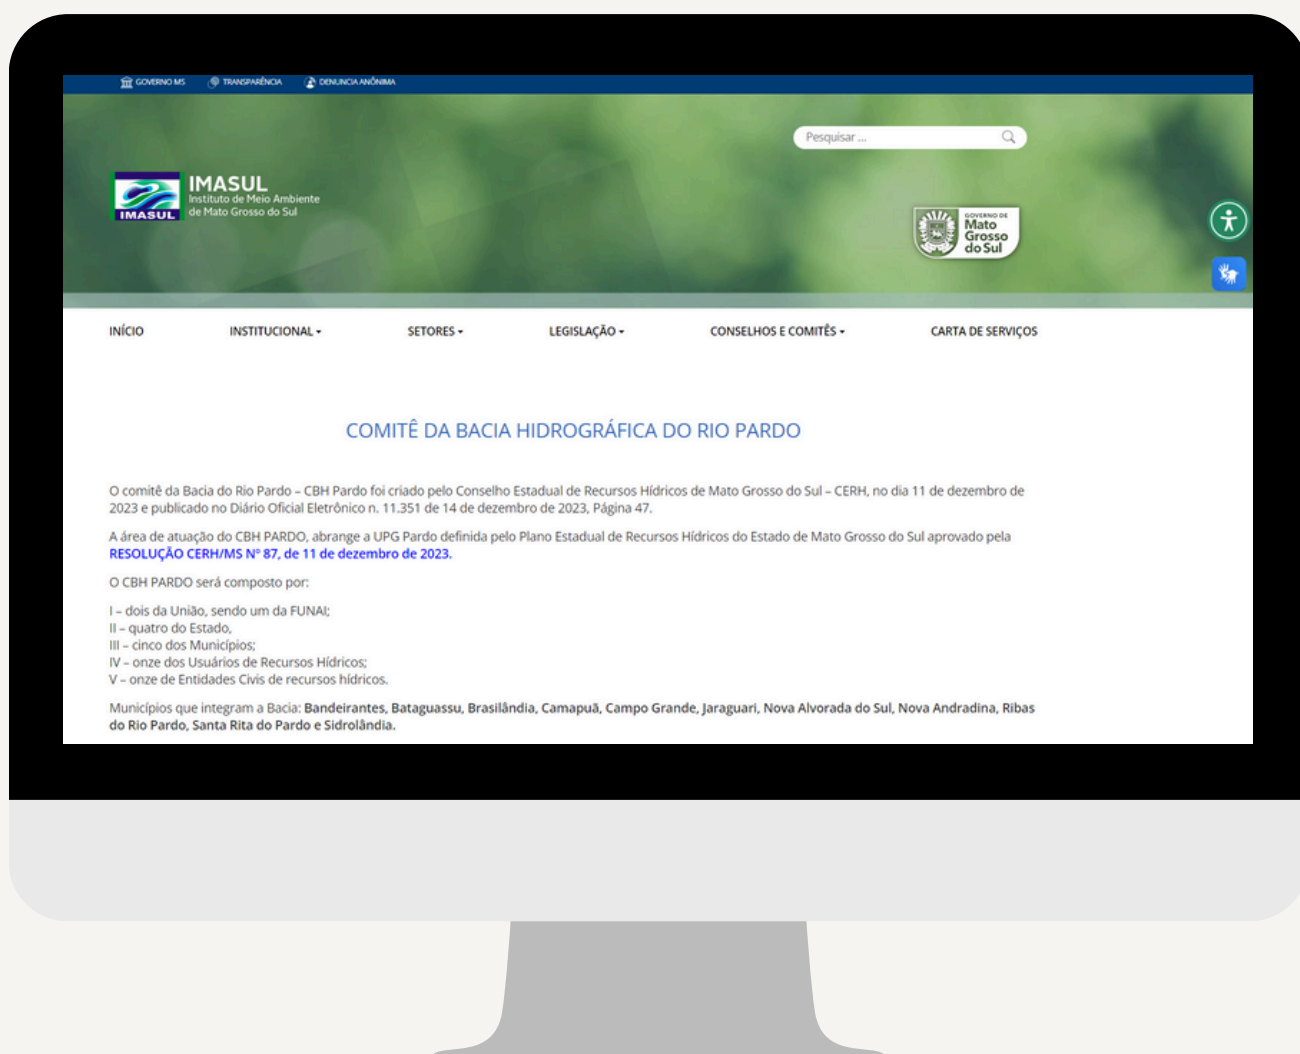 GOVERNO MS TRANSPARÊNCIA DENUNCIA ANÔNIMA
Pesquisar ...
IMASUL
Instituto de Meio Ambiente
de Mato Grosso do Sul
IMASUL
GOVERNO DE
Mato
Grosso
do Sul
INÍCIO INSTITUCIONAL SETORES LEGISLAÇÃO CONSELHOS E COMITÊS CARTA DE SERVIÇOS
COMITÊ DA BACIA HIDROGRÁFICA DO RIO PARDO
O comitê da Bacia do Rio Pardo – CBH Pardo foi criado pelo Conselho Estadual de Recursos Hídricos de Mato Grosso do Sul – CERH, no dia 11 de dezembro de
2023 e publicado no Diário Oficial Eletrônico n. 11.351 de 14 de dezembro de 2023, Página 47.
A área de atuação do CBH PARDO, abrange a UPG Pardo definida pelo Plano Estadual de Recursos Hídricos do Estado de Mato Grosso do Sul aprovado pela
RESOLUÇÃO CERH/MS Nº 87, de 11 de dezembro de 2023.
O CBH PARDO será composto por:
I – dois da União, sendo um da FUNAI;
II – quatro do Estado,
III – cinco dos Municípios;
IV – onze dos Usuários de Recursos Hídricos;
V – onze de Entidades Civis de recursos hídricos.
Municípios que integram a Bacia: Bandeirantes, Bataguassu, Brasilândia, Camapuã, Campo Grande, Jaraguari, Nova Alvorada do Sul, Nova Andradina, Ribas
do Rio Pardo, Santa Rita do Pardo e Sidrolândia.